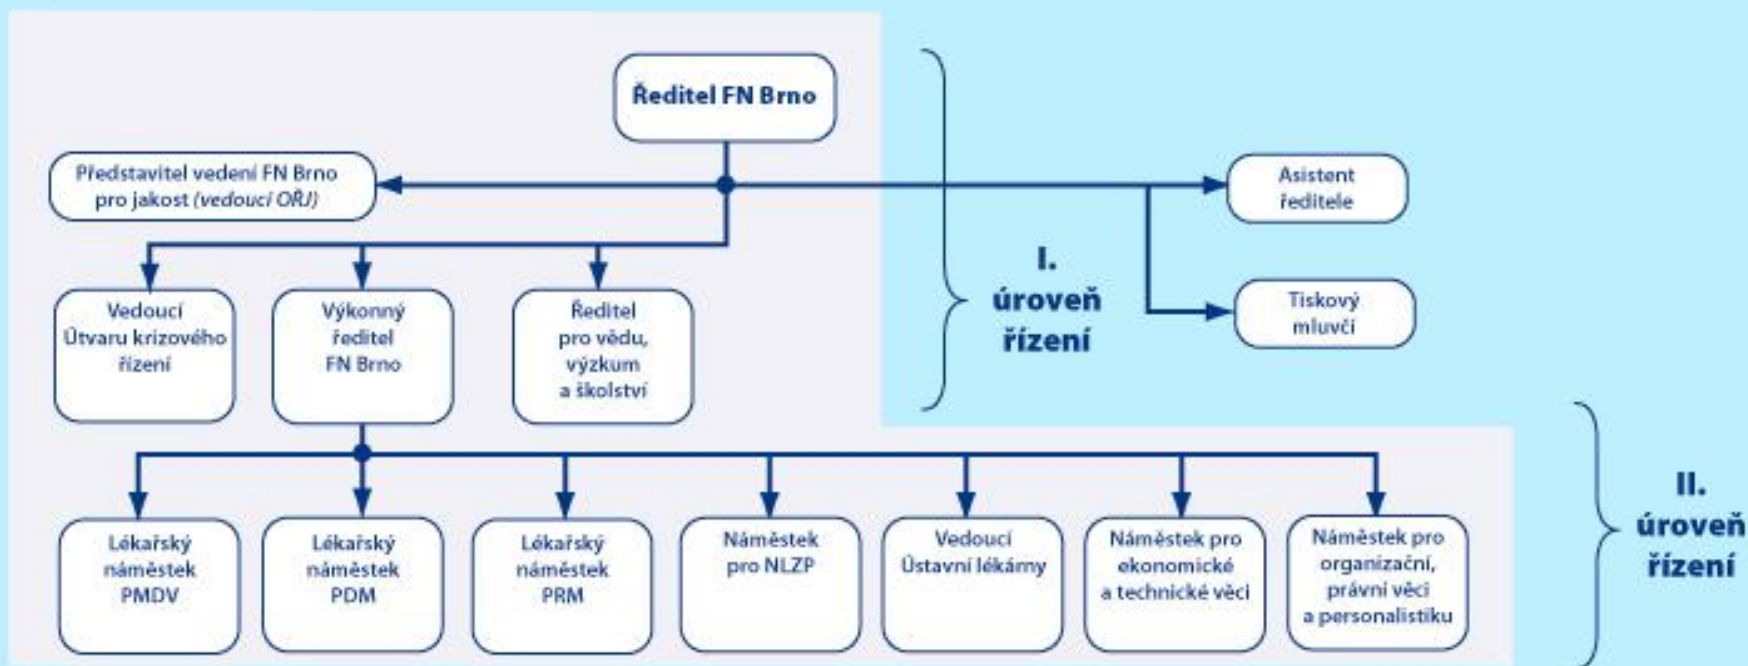 Ředitel FN Brno
Představitel vedení FN Brno
pro jakost (vedoucí OŘJ)
Asistent
ředitele
I.
úroveň
řízení
Tiskový
mluvčí
Vedoucí
Útvaru krizového
řízení
Výkonný
ředitel
FN Brno
Ředitel
pro vědu,
výzkum
a školství
II.
úroveň
řízení
Lékařský
náměstek
PMDV
Lékařský
náměstek
PDM
Lékařský
náměstek
PRM
Náměstek
pro NLZP
Vedoucí
Ústavní lékárny
Náměstek pro
ekonomické
a technické věci
Náměstek pro
organizační,
právní věci
a personalistiku